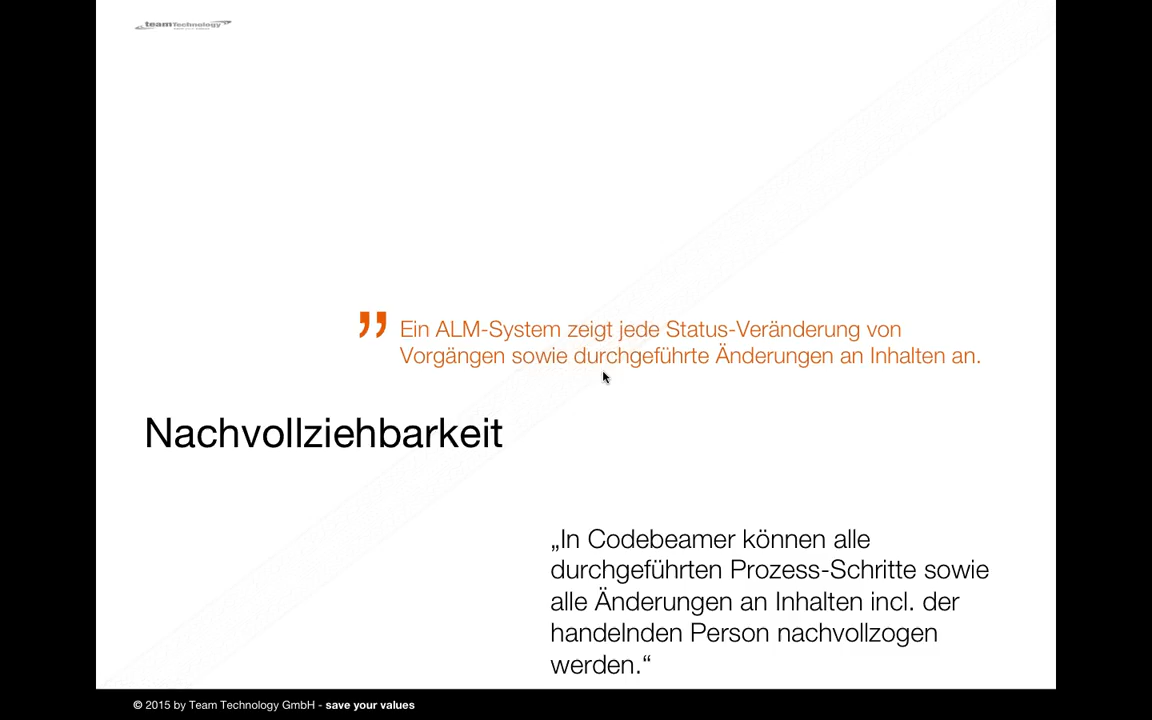 teamTechnology
” Ein ALM-System zeigt jede Status-Veränderung von
Vorgängen sowie durchgeführte Änderungen an Inhalten an.
Nachvollziehbarkeit
„In Codebeamer können alle
durchgeführten Prozess-Schritte sowie
alle Änderungen an Inhalten incl. der
handelnden Person nachvollzogen
werden.“
© 2015 by Team Technology GmbH - save your values